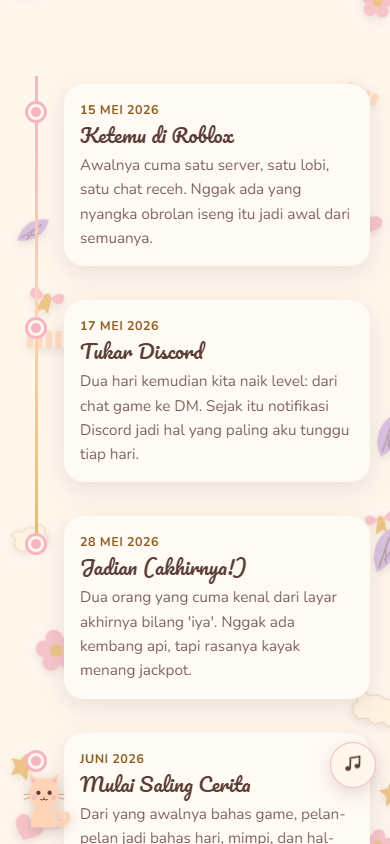 15 MEI 2026
Ketemu di Roblox
Awalnya cuma satu server, satu lobi,
satu chat receh. Nggak ada yang
nyangka obrolan iseng itu jadi awal dari
semuanya.
17 MEI 2026
Tukar Discord
Dua hari kemudian kita naik level: dari
chat game ke DM. Sejak itu notifikasi
Discord jadi hal yang paling aku tunggu
tiap hari.
28 MEI 2026
Jadian (akhirnya!)
Dua orang yang cuma kenal dari layar
akhirnya bilang 'iya'. Nggak ada
kembang api, tapi rasanya kayak
menang jackpot.
JUNI 2026
Mulai Saling Cerita
Dari yang awalnya bahas game, pelan-
pelan jadi bahas hari, mimpi, dan hal-